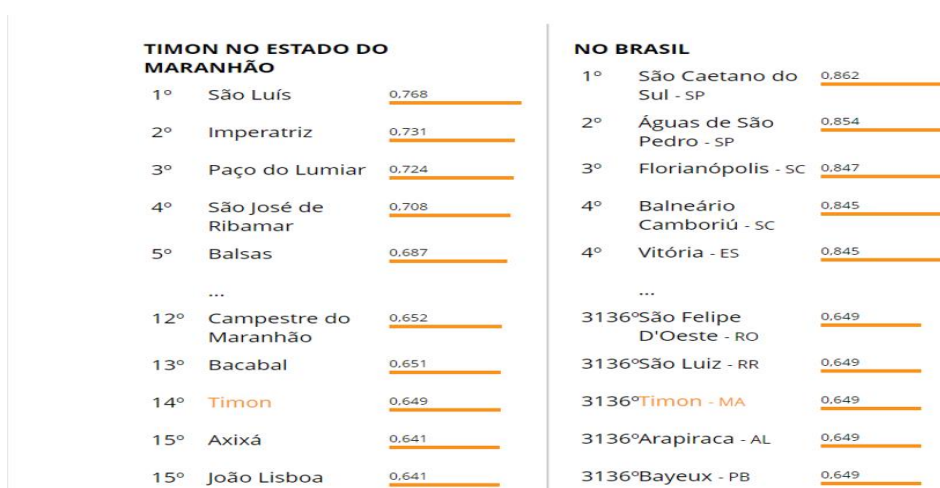 TIMON NO ESTADO DO
MARANHÃO
1º São Luís 0,768
2º Imperatriz 0,731
3º Paço do Lumiar 0,724
4º São José de 0,708
Ribamar
5º Balsas 0,687
...
12º Campestre do 0,652
Maranhão
13º Bacabal 0,651
14º Timon 0,649
15º Axixá 0,641
15º João Lisboa 0,641
NO BRASIL
1º São Caetano do 0,862
Sul - SP
2º Águas de São 0,854
Pedro - SP
3º Florianópolis - SC 0,847
4º Balneário 0,845
Camboriú - SC
4º Vitória - ES 0,845
...
3136º São Felipe 0,649
D'Oeste - RO
3136º São Luiz - RR 0,649
3136º Timon - MA 0,649
3136º Arapiraca - AL 0,649
3136º Bayeux - PB 0,649